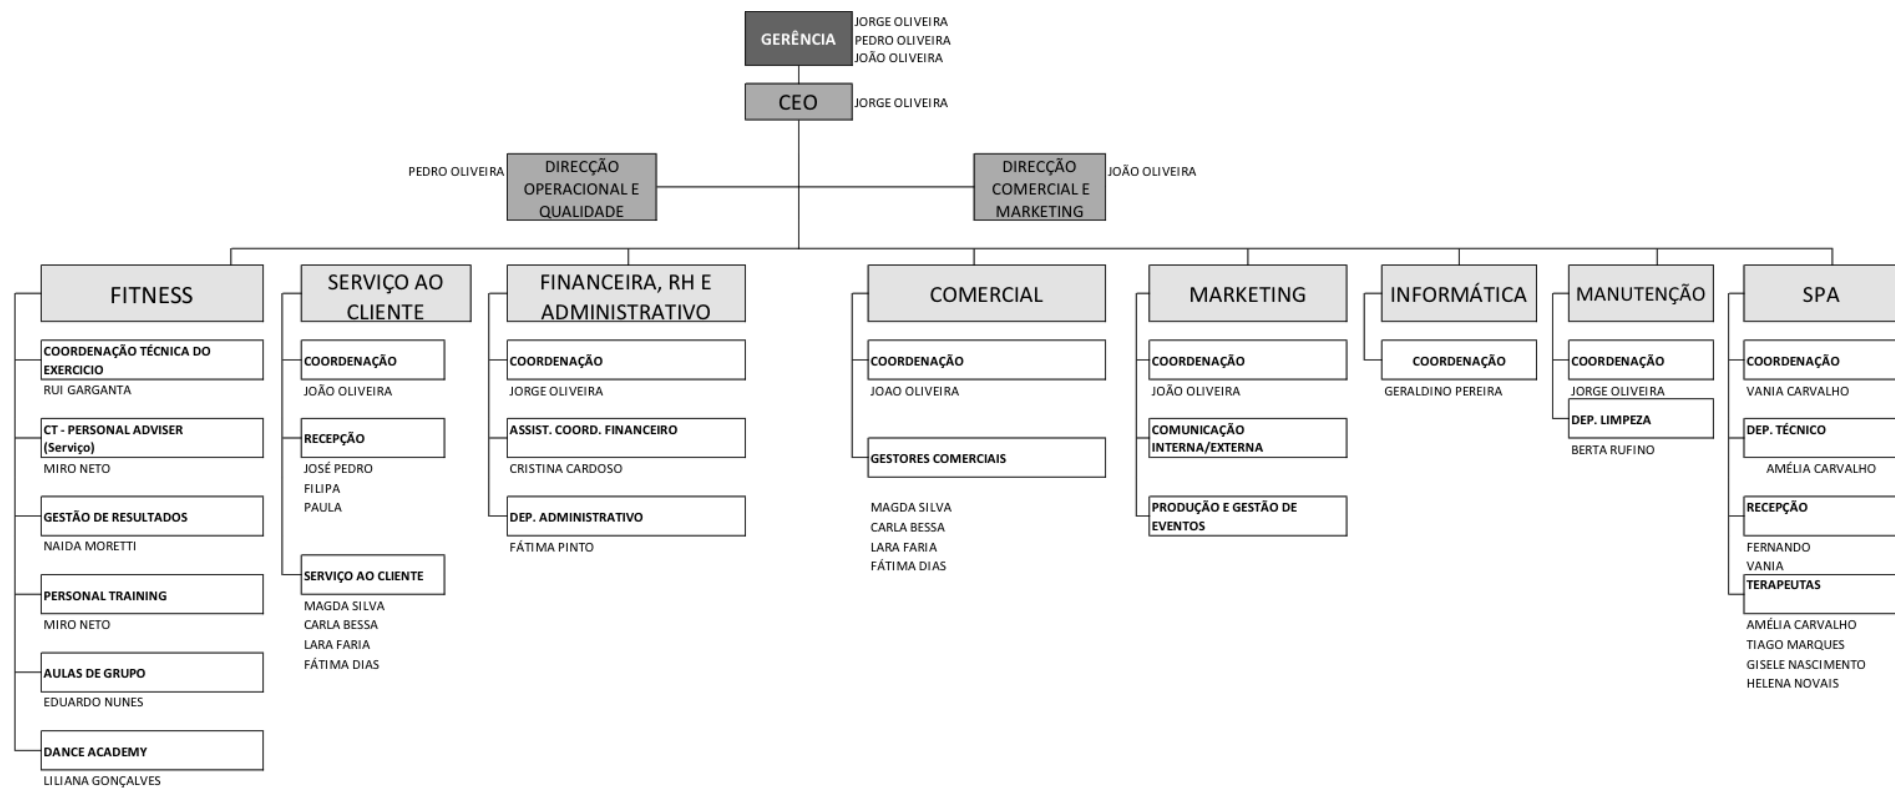 GERÊNCIA
JORGE OLIVEIRA
PEDRO OLIVEIRA
JOÃO OLIVEIRA
CEO
JORGE OLIVEIRA
PEDRO OLIVEIRA
DIRECÇÃO
OPERACIONAL E
QUALIDADE
DIRECÇÃO
COMERCIAL E
MARKETING
JOÃO OLIVEIRA
FITNESS
COORDENAÇÃO TÉCNICA DO
EXERCICIO
RUI GARGANTA
CT - PERSONAL ADVISER
(Serviço)
MIRO NETO
GESTÃO DE RESULTADOS
NAIDA MORETTI
PERSONAL TRAINING
MIRO NETO
AULAS DE GRUPO
EDUARDO NUNES
DANCE ACADEMY
LILIANA GONÇALVES
SERVIÇO AO
CLIENTE
COORDENAÇÃO
JOÃO OLIVEIRA
RECEPÇÃO
JOSÉ PEDRO
FILIPA
PAULA
SERVIÇO AO CLIENTE
MAGDA SILVA
CARLA BESSA
LARA FARIA
FÁTIMA DIAS
FINANCEIRA, RH E
ADMINISTRATIVO
COORDENAÇÃO
JORGE OLIVEIRA
ASSIST. COORD. FINANCEIRO
CRISTINA CARDOSO
DEP. ADMINISTRATIVO
FÁTIMA PINTO
COMERCIAL
COORDENAÇÃO
JOAO OLIVEIRA
GESTORES COMERCIAIS
MAGDA SILVA
CARLA BESSA
LARA FARIA
FÁTIMA DIAS
MARKETING
COORDENAÇÃO
JOÃO OLIVEIRA
COMUNICAÇÃO
INTERNA/EXTERNA
PRODUÇÃO E GESTÃO DE
EVENTOS
INFORMÁTICA
COORDENAÇÃO
GERALDINO PEREIRA
MANUTENÇÃO
COORDENAÇÃO
JORGE OLIVEIRA
DEP. LIMPEZA
BERTA RUFINO
SPA
COORDENAÇÃO
VANIA CARVALHO
DEP. TÉCNICO
AMÉLIA CARVALHO
RECEPÇÃO
FERNANDO
VANIA
TERAPEUTAS
AMÉLIA CARVALHO
TIAGO MARQUES
GISELE NASCIMENTO
HELENA NOVAIS